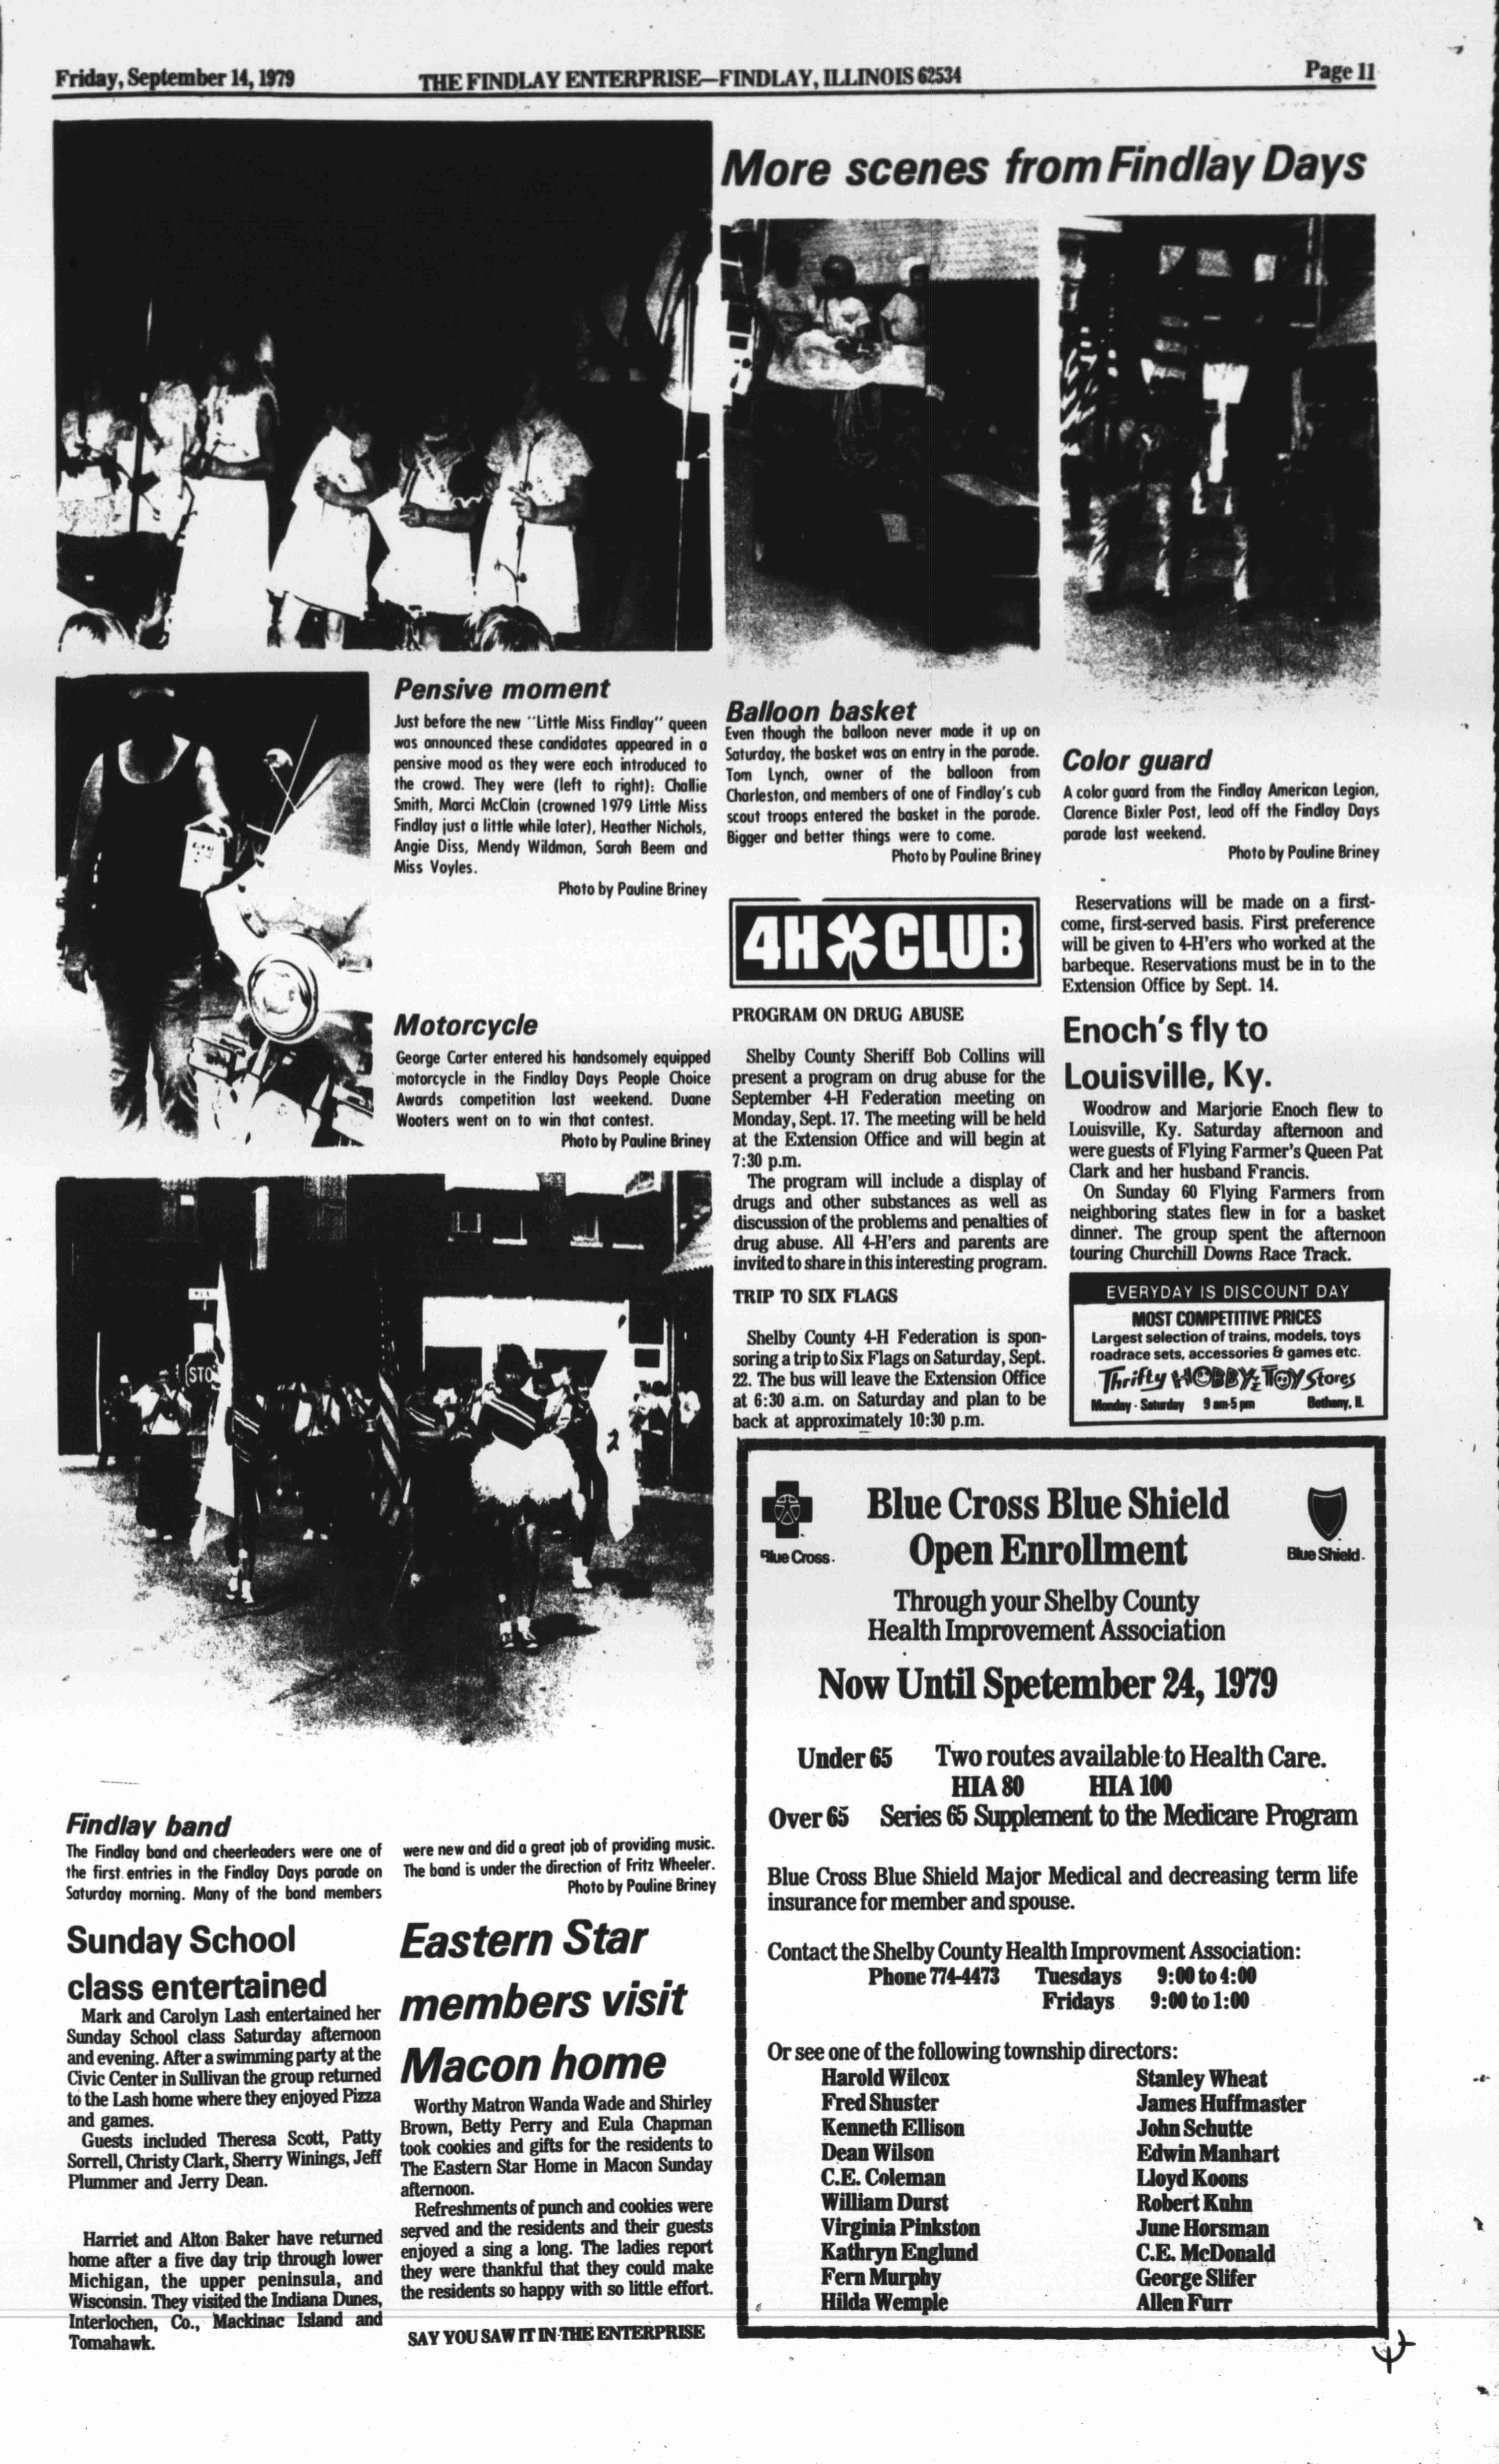 Friday, September 14, 1979
THE FINDLAY ENTERPRISE—FINDLAY, ILLINOIS 62534
Page 11
More scenes from Findlay Days
Pensive moment
Just before the new "Little Miss Findlay" queen
was announced these candidates appeared in a
pensive mood as they were each introduced to
the crowd. They were (left to right): Challie
Smith, Marci McClain (crowned 1979 Little Miss
Findlay just a little while later), Heather Nichols,
Angie Diss, Mendy Wildman, Sarah Beem and
Miss Voyles.
Photo by Pauline Briney
Motorcycle
George Carter entered his handsomely equipped
motorcycle in the Findlay Days People Choice
Awards competition last weekend. Duane
Wooters went on to win that contest.
Photo by Pauline Briney
STO
Findlay band
The Findlay band and cheerleaders were one of
the first entries in the Findlay Days parade on
Saturday morning. Many of the band members
were new and did a great job of providing music.
The band is under the direction of Fritz Wheeler.
Photo by Pauline Briney
Sunday School
class entertained
Mark and Carolyn Lash entertained her
Sunday School class Saturday afternoon
and evening. After a swimming party at the
Civic Center in Sullivan the group returned
to the Lash home where they enjoyed Pizza
and games.
Guests included Theresa Scott, Patty
Sorrell, Christy Clark, Sherry Winings, Jeff
Plummer and Jerry Dean.
Harriet and Alton Baker have returned
home after a five day trip through lower
Michigan, the upper peninsula, and
Wisconsin. They visited the Indiana Dunes,
Interlochen, Co., Mackinac Island and
Tomahawk.
Eastern Star
members visit
Macon home
Worthy Matron Wanda Wade and Shirley
Brown, Betty Perry and Eula Chapman
took cookies and gifts for the residents to
The Eastern Star Home in Macon Sunday
afternoon.
Refreshments of punch and cookies were
served and the residents and their guests
enjoyed a sing a long. The ladies report
they were thankful that they could make
the residents so happy with so little effort.
SAY YOU SAW IT IN THE ENTERPRISE
Balloon basket
Even though the balloon never made it up on
Saturday, the basket was an entry in the parade.
Tom Lynch, owner of the balloon from
Charleston, and members of one of Findlay's cub
scout troops entered the basket in the parade.
Bigger and better things were to come.
Photo by Pauline Briney
4H CLUB
PROGRAM ON DRUG ABUSE
Shelby County Sheriff Bob Collins will
present a program on drug abuse for the
September 4-H Federation meeting on
Monday, Sept. 17. The meeting will be held
at the Extension Office and will begin at
7:30 p.m.
The program will include a display of
drugs and other substances as well as
discussion of the problems and penalties of
drug abuse. All 4-H'ers and parents are
invited to share in this interesting program.
TRIP TO SIX FLAGS
Shelby County 4-H Federation is spon-
soring a trip to Six Flags on Saturday, Sept.
22. The bus will leave the Extension Office
at 6:30 a.m. on Saturday and plan to be
back at approximately 10:30 p.m.
Color guard
A color guard from the Findlay American Legion,
Clarence Bixler Post, lead off the Findlay Days
parade last weekend.
Photo by Pauline Briney
Reservations will be made on a first-
come, first-served basis. First preference
will be given to 4-H'ers who worked at the
barbeque. Reservations must be in to the
Extension Office by Sept. 14.
Enoch's fly to
Louisville, Ky.
Woodrow and Marjorie Enoch flew to
Louisville, Ky. Saturday afternoon and
were guests of Flying Farmer's Queen Pat
Clark and her husband Francis.
On Sunday 60 Flying Farmers from
neighboring states flew in for a basket
dinner. The group spent the afternoon
touring Churchill Downs Race Track.
EVERYDAY IS DISCOUNT DAY
MOST COMPETITIVE PRICES
Largest selection of trains, models, toys
roadrace sets, accessories & games etc.
Thrifty HOBBY & TOY Stores
Monday - Saturday 9 am-5 pm Bethany, Il.
Blue Cross Blue Shield
Open Enrollment
Blue Cross.
Blue Shield.
Through your Shelby County
Health Improvement Association
Now Until Spetember 24, 1979
Under 65 Two routes available to Health Care.
HIA 80 HIA 100
Over 65 Series 65 Supplement to the Medicare Program
Blue Cross Blue Shield Major Medical and decreasing term life
insurance for member and spouse.
Contact the Shelby County Health Improvment Association:
Phone 774-4473 Tuesdays 9:00 to 4:00
Fridays 9:00 to 1:00
Or see one of the following township directors:
Harold Wilcox
Fred Shuster
Kenneth Ellison
Dean Wilson
C.E. Coleman
William Durst
Virginia Pinkston
Kathryn Englund
Fern Murphy
Hilda Wemple
Stanley Wheat
James Huffmaster
John Schutte
Edwin Manhart
Lloyd Koons
Robert Kuhn
June Horsman
C.E. McDonald
George Slifer
Allen Furr